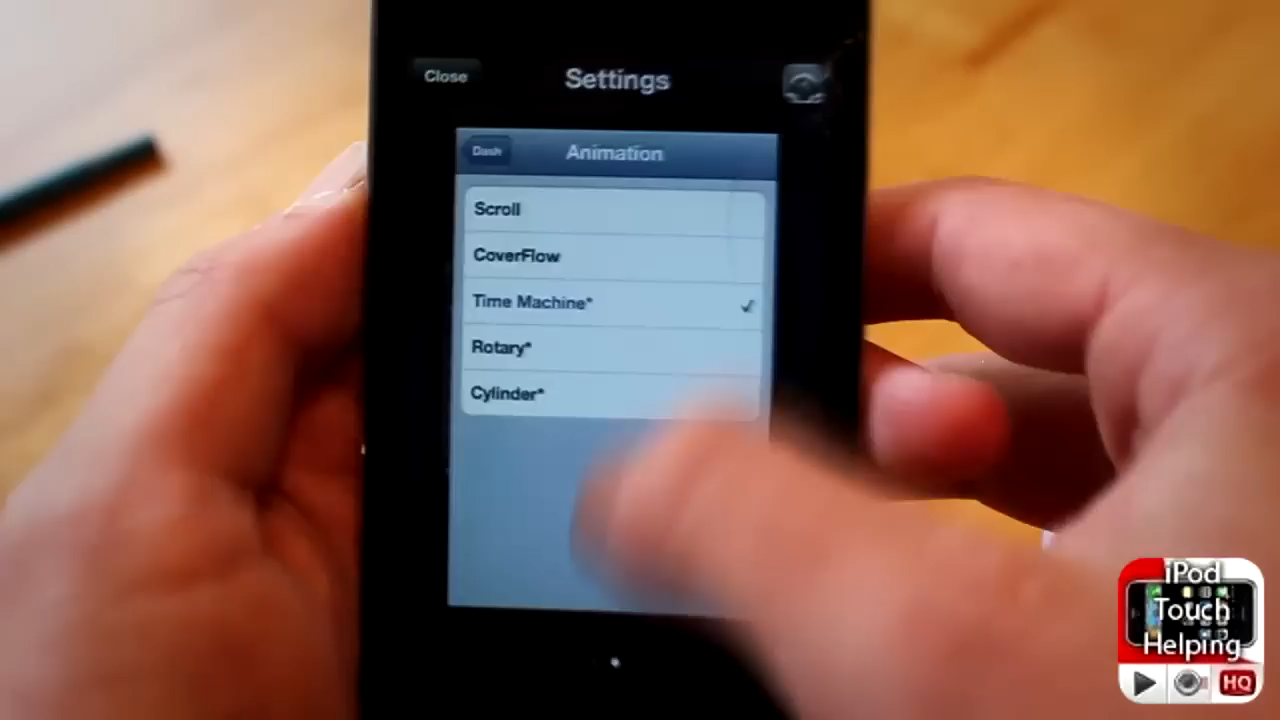 Close
Settings
Dash
Animation
Scroll
CoverFlow
Time Machine*
Rotary*
Cylinder*
iPod
Touch
Helping
HQ